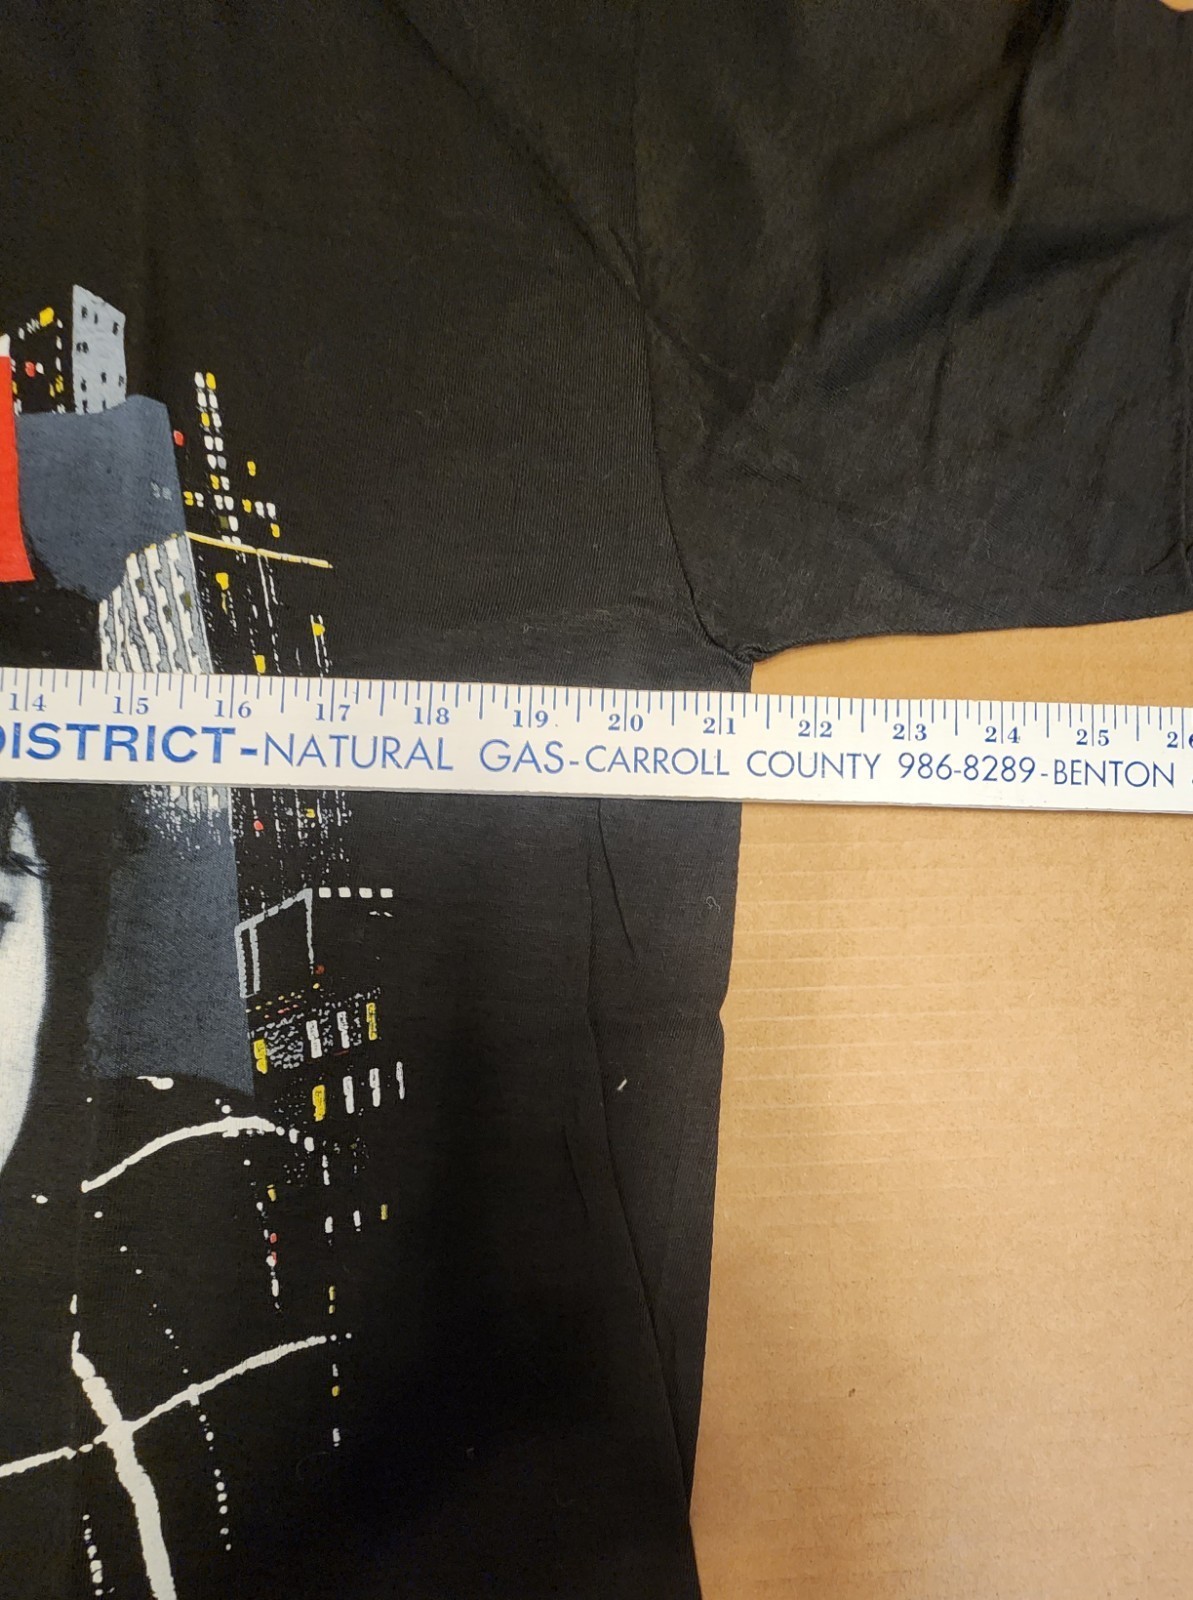 14 15 16 17 18 19 20 21 22 23 24 25 26
DISTRICT-NATURAL GAS-CARROLL COUNTY 986-8289-BENTON